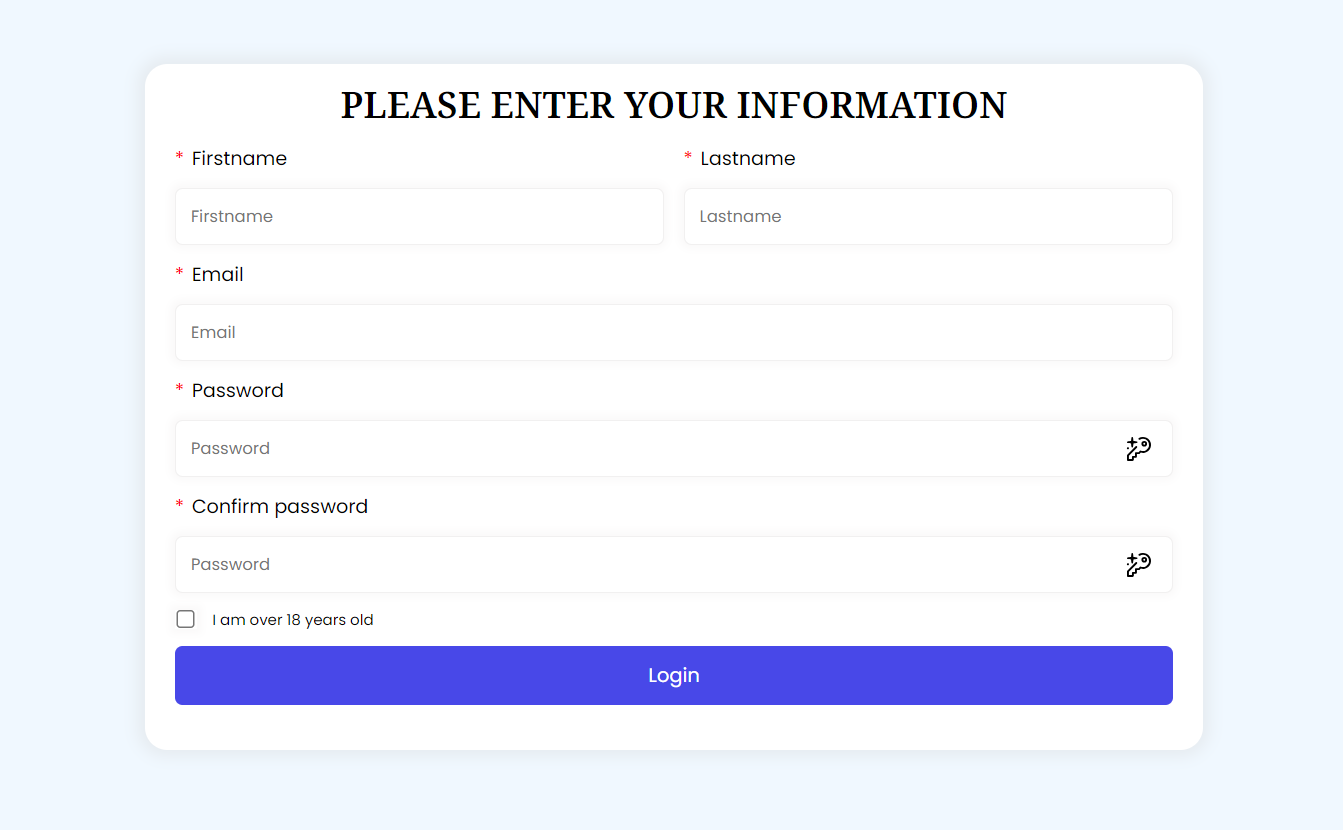 PLEASE ENTER YOUR INFORMATION
* Firstname
* Lastname
Firstname
Lastname
* Email
Email
* Password
Password
* Confirm password
Password
I am over 18 years old
Login